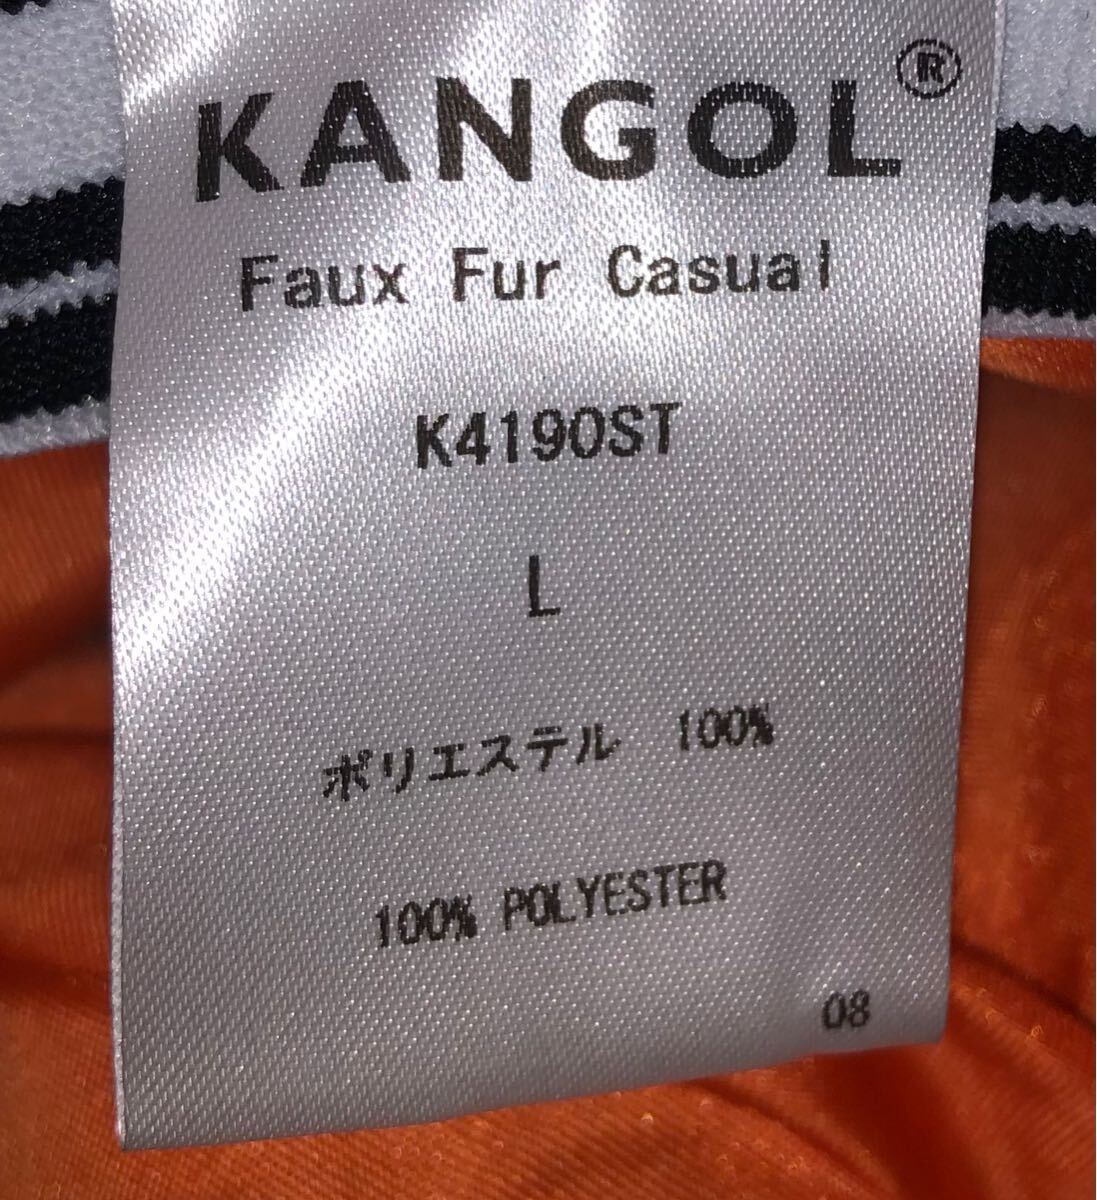 KANGOL®
Faux Fur Casual
K4190ST
L
ポリエステル 100%
100% POLYESTER
08